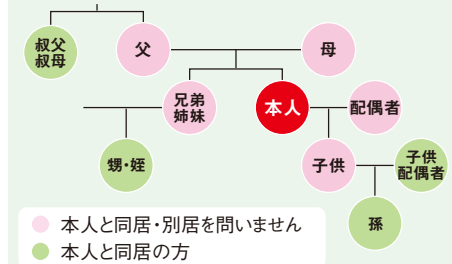 叔父
叔母
父
母
兄弟
姉妹
本人
配偶者
甥・姪
子供
子供
配偶者
孫
本人と同居・別居を問いません
本人と同居の方